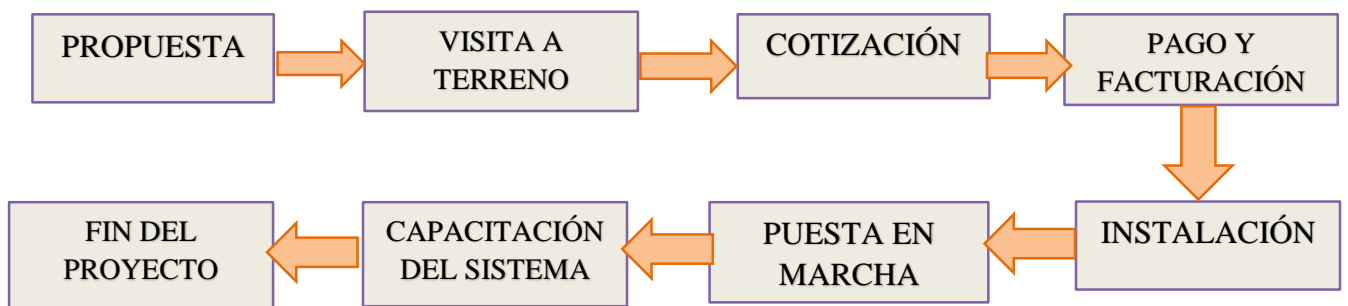 PROPUESTA
VISITA A
TERRENO
COTIZACIÓN
PAGO Y
FACTURACIÓN
INSTALACIÓN
PUESTA EN
MARCHA
CAPACITACIÓN
DEL SISTEMA
FIN DEL
PROYECTO